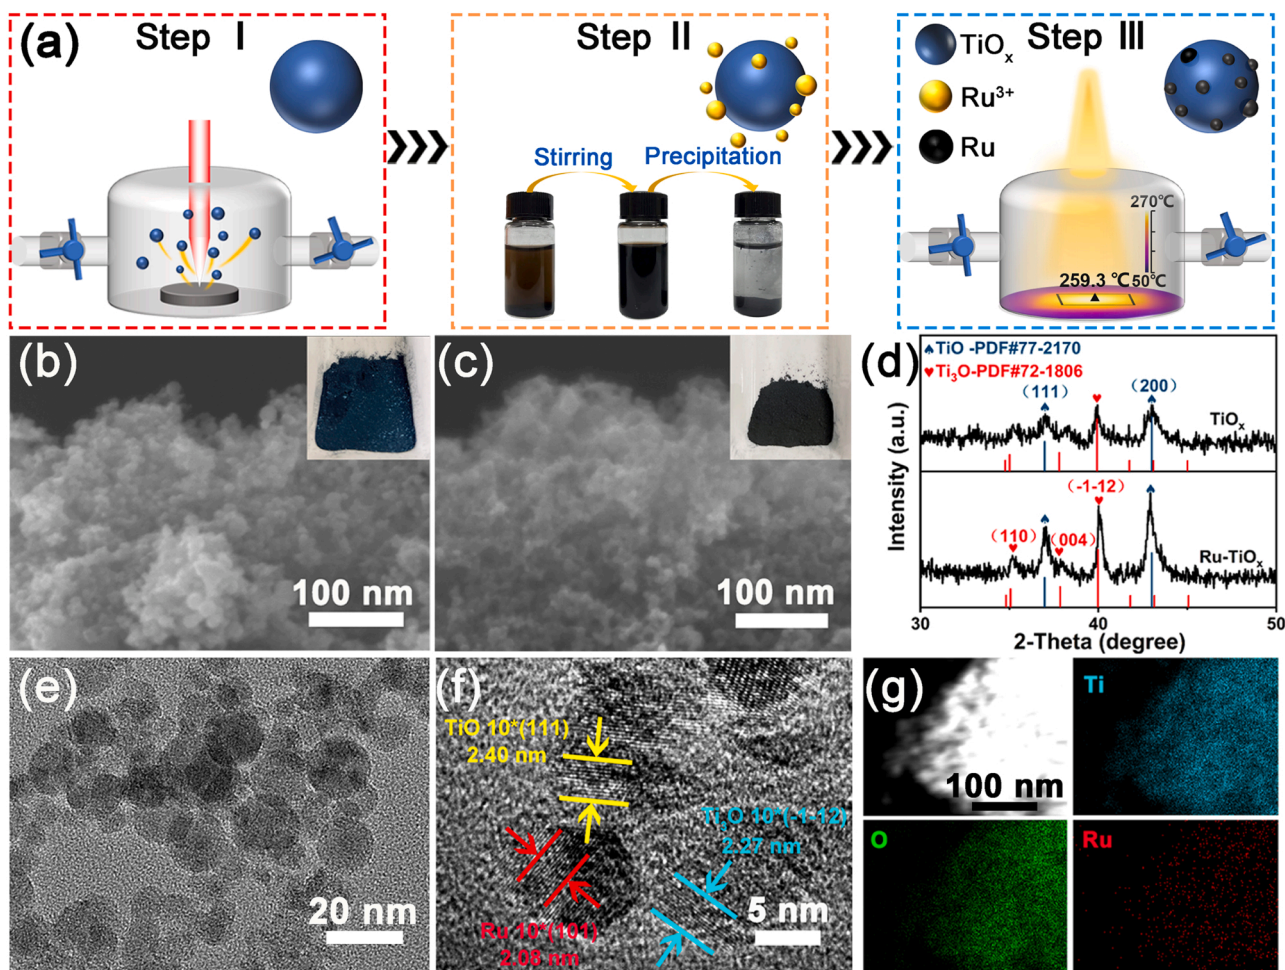 (a)
Step Ⅰ
Step Ⅱ
Stirring
Precipitation
Step Ⅲ
TiOx
Ru3+
Ru
270℃
50℃
259.3 ℃
(b)
100 nm
(c)
100 nm
(d)
♠TiO -PDF#77-2170
♥Ti3O-PDF#72-1806
(111)
(200)
TiOx
(-1-12)
(110)
(004)
Ru-TiOx
Intensity (a.u.)
30
40
50
2-Theta (degree)
(e)
20 nm
(f)
TiO 10*(111)
2.40 nm
Ti3O 10*(-1-12)
2.27 nm
Ru 10*(101)
2.08 nm
5 nm
(g)
100 nm
Ti
O
Ru